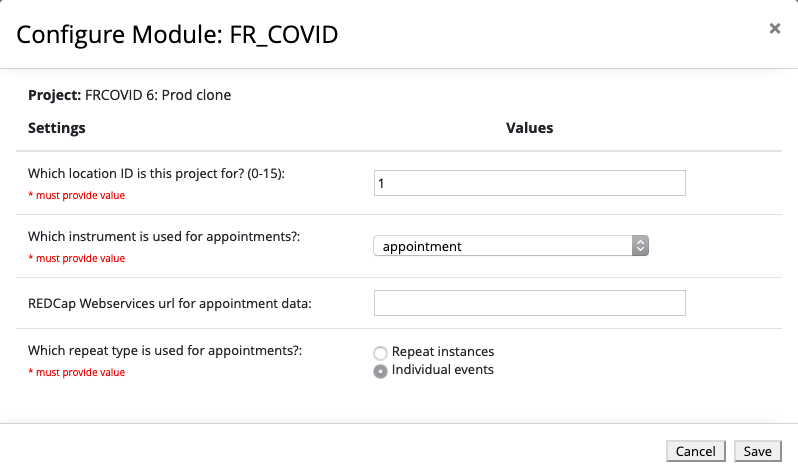 Configure Module: FR_COVID
×
Project: FRCOVID 6: Prod clone
Settings Values
Which location ID is this project for? (0-15):
* must provide value
1
Which instrument is used for appointments?:
* must provide value
appointment
REDCap Webservices url for appointment data:
Which repeat type is used for appointments?:
* must provide value
Repeat instances
Individual events
Cancel Save